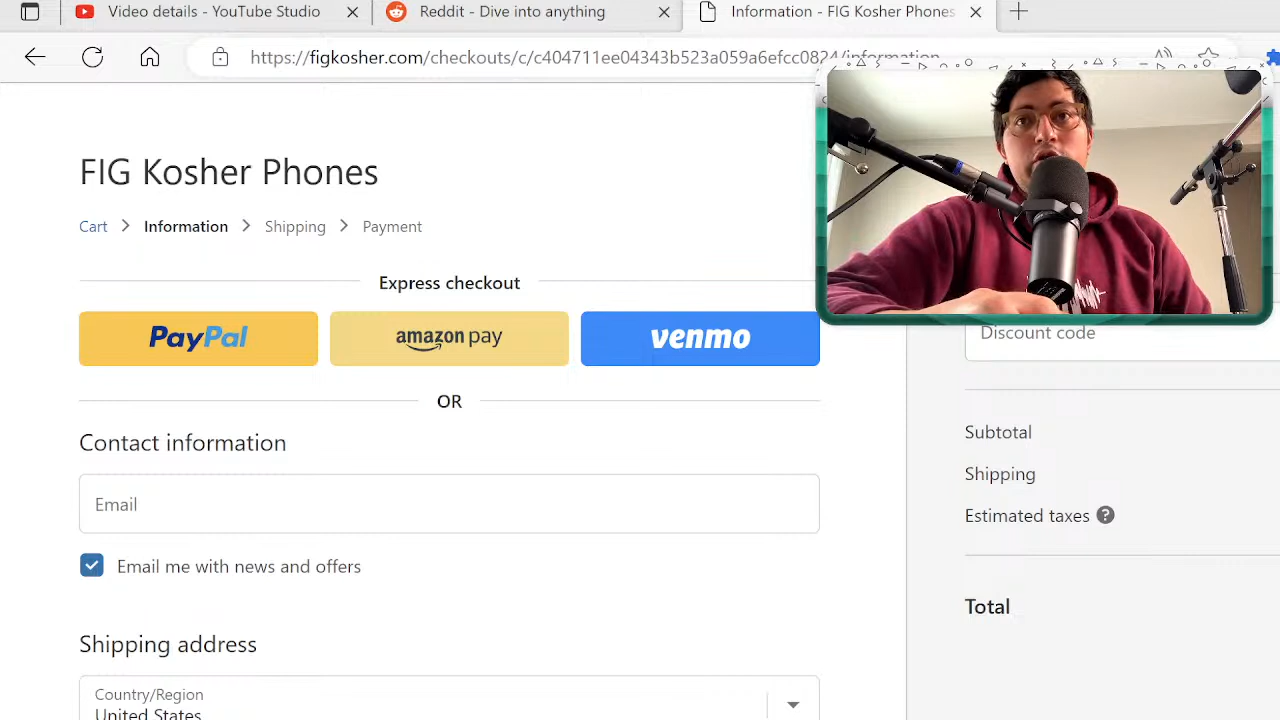 Video details - YouTube Studio
Reddit - Dive into anything
Information - FIG Kosher Phones
https://figkosher.com/checkouts/c/c404711ee04343b523a059a6efcc0824/information
FIG Kosher Phones
Cart > Information > Shipping > Payment
Express checkout
PayPal
amazon pay
venmo
OR
Contact information
Email
Email me with news and offers
Shipping address
Country/Region
United States
Discount code
Subtotal
Shipping
Estimated taxes ?
Total